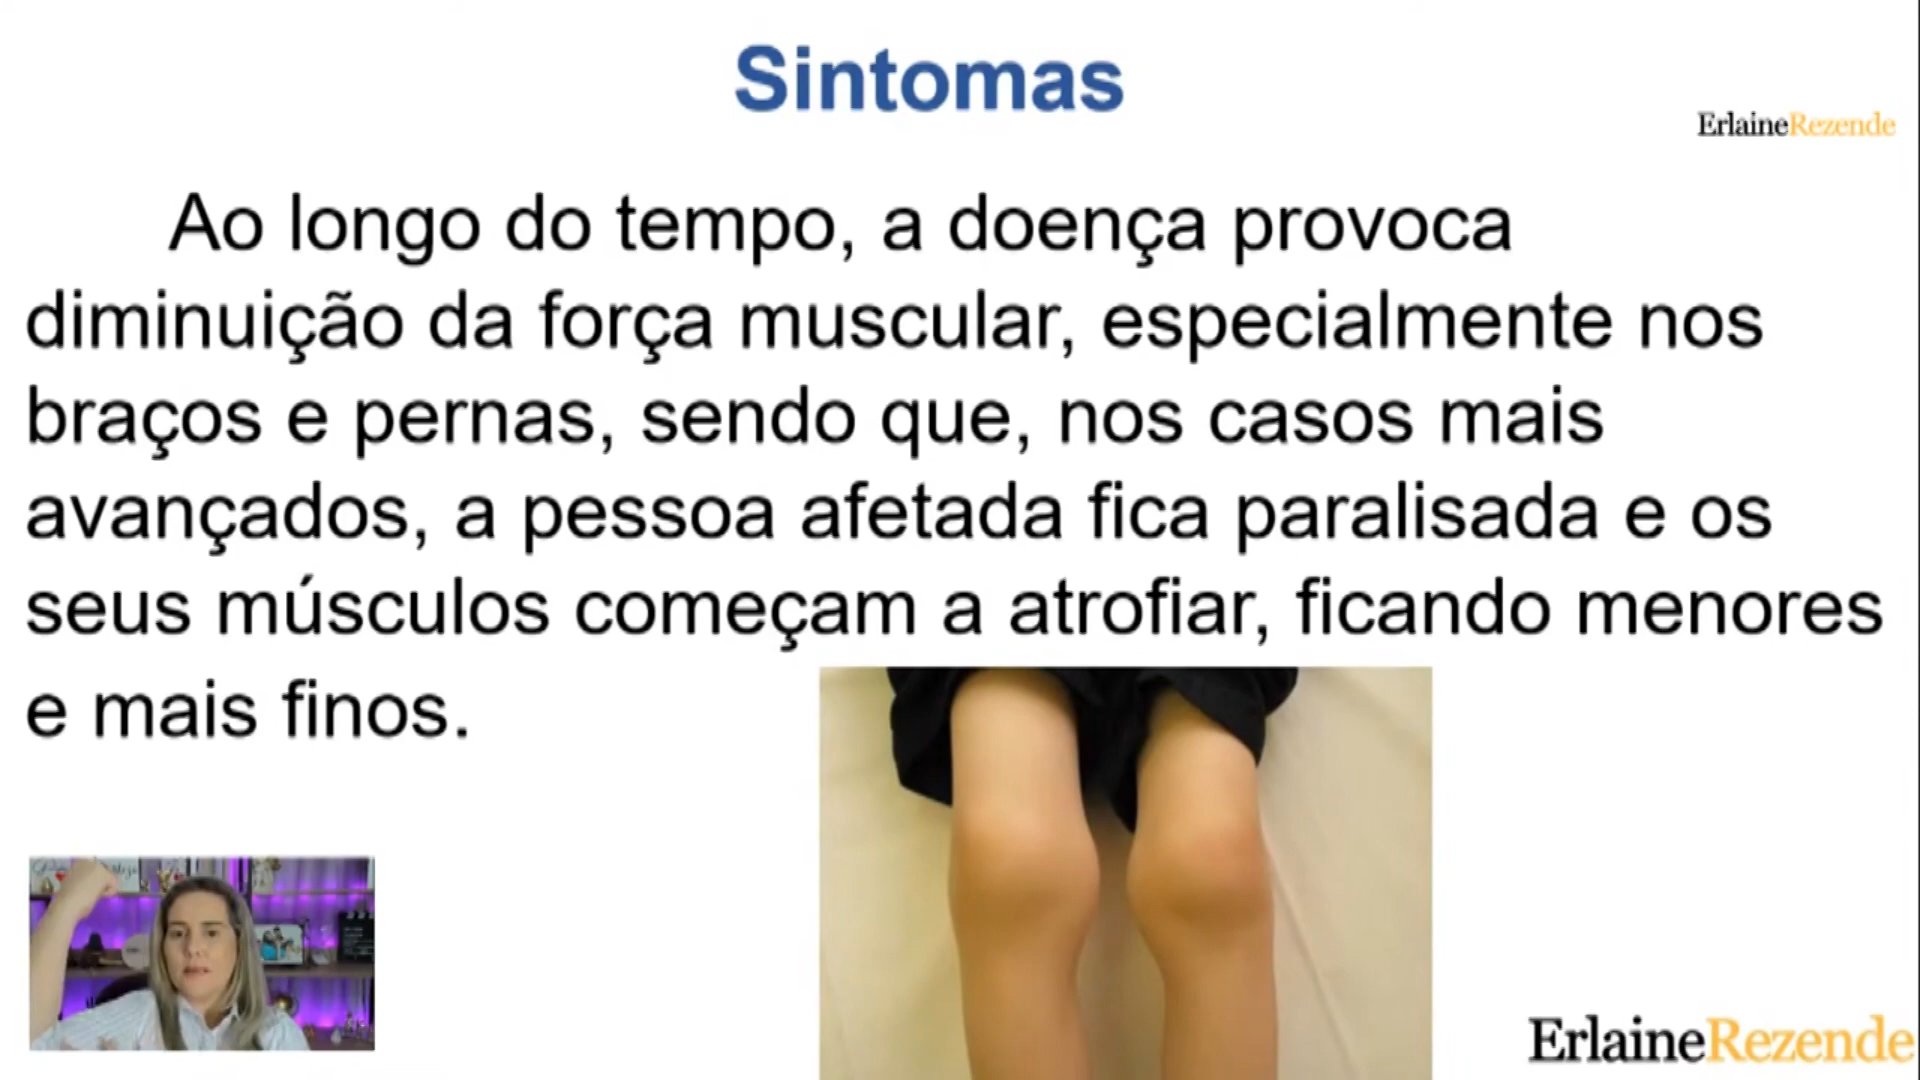 Sintomas
ErlaineRezende
Ao longo do tempo, a doença provoca
diminuição da força muscular, especialmente nos
braços e pernas, sendo que, nos casos mais
avançados, a pessoa afetada fica paralisada e os
seus músculos começam a atrofiar, ficando menores
e mais finos.
ErlaineRezende